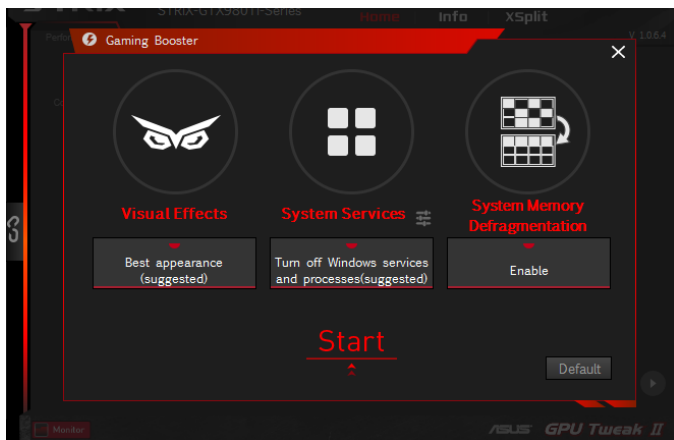 STRIX
STRIX-GTX980TI-Series
Home
Info
XSplit
V. 1.0.6.4
Gaming Booster
Visual Effects
System Services
System Memory
Defragmentation
Best appearance
(suggested)
Turn off Windows services
and processes(suggested)
Enable
Start
Default
Monitor
ASUS GPU Tweak II